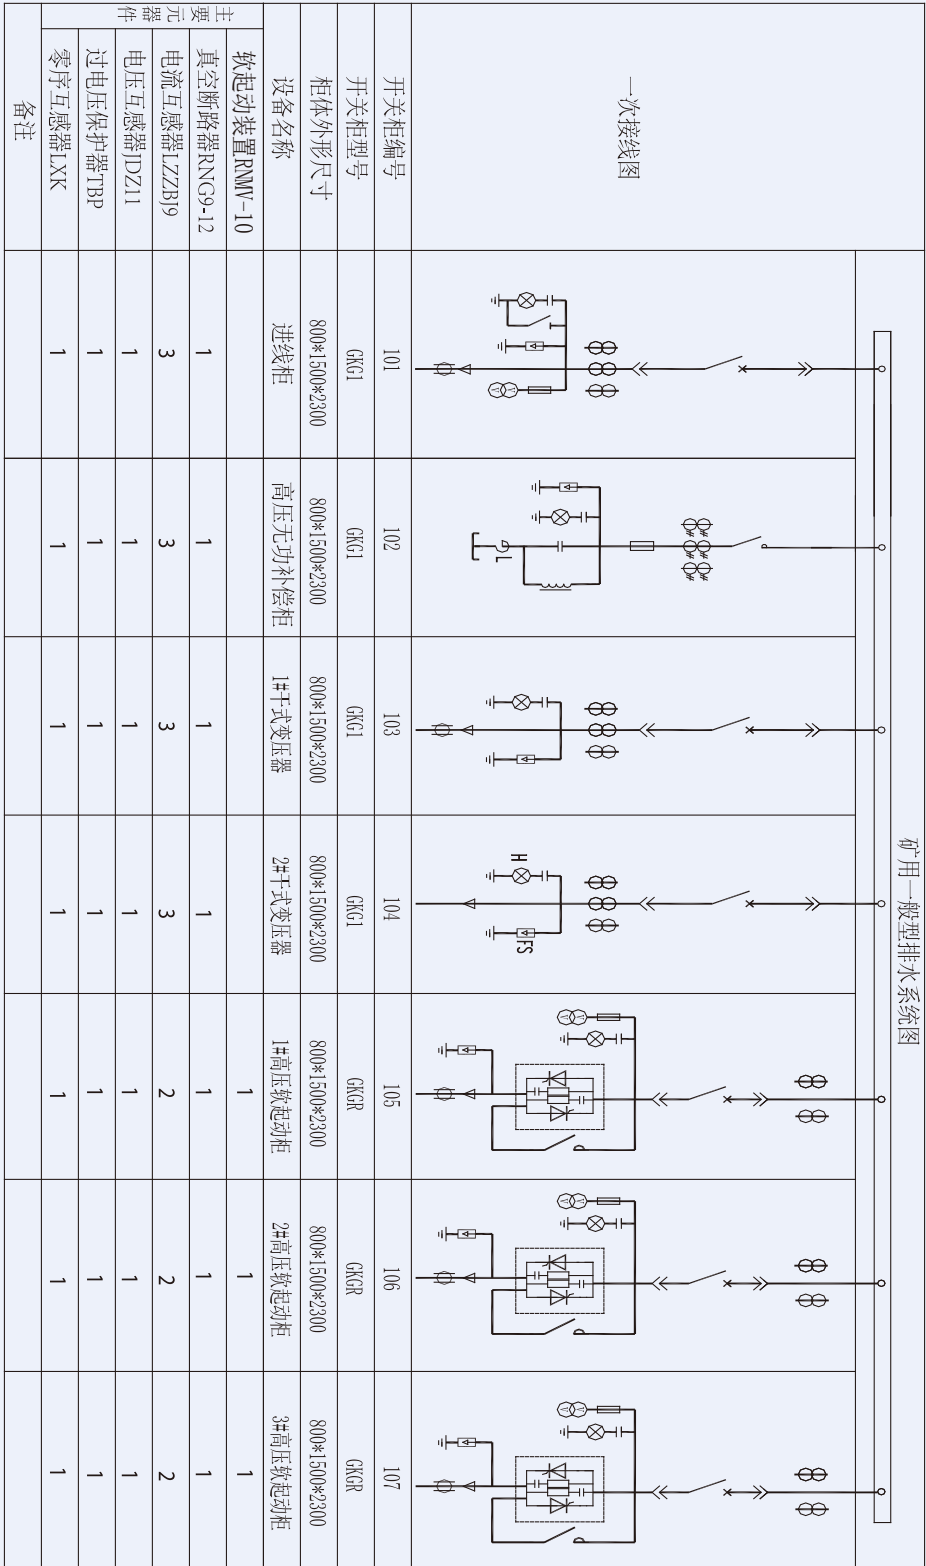 矿用一般型排水系统图
一次接线图
H
FS
L
开关柜编号 101 102 103 104 105 106 107
开关柜型号 GKG1 GKG1 GKG1 GKG1 GKGR GKGR GKGR
柜体外形尺寸 800*1500*2300 800*1500*2300 800*1500*2300 800*1500*2300 800*1500*2300 800*1500*2300 800*1500*2300
设备名称 进线柜 高压无功补偿柜 1#干式变压器 2#干式变压器 1#高压软起动柜 2#高压软起动柜 3#高压软起动柜
主要元器件
软起动装置RNMV-10 1 1 1
真空断路器RNG9-12 1 1 1 1 1 1 1
电流互感器LZZBJ9 3 3 3 3 2 2 2
电压互感器JDZ11 1 1 1 1 1 1 1
过电压保护器TBP 1 1 1 1 1 1 1
零序互感器LXK 1 1 1 1 1 1 1
备注